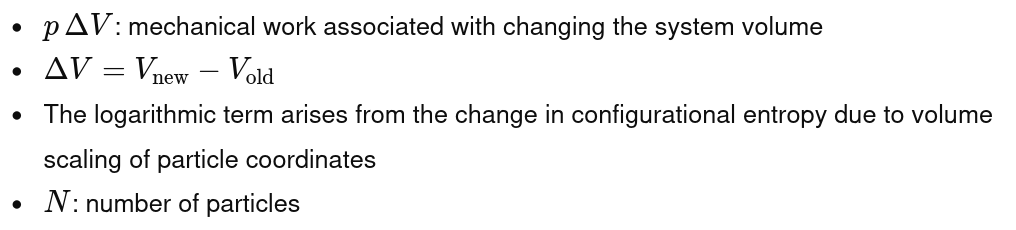 • p ΔV: mechanical work associated with changing the system volume
• ΔV = V_new − V_old
• The logarithmic term arises from the change in configurational entropy due to volume
scaling of particle coordinates
• N: number of particles